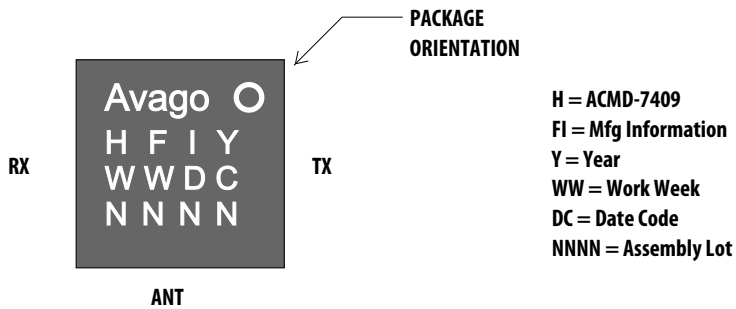 PACKAGE
ORIENTATION
Avago O
H F I Y
W W D C
N N N N
RX
TX
ANT
H = ACMD-7409
FI = Mfg Information
Y = Year
WW = Work Week
DC = Date Code
NNNN = Assembly Lot